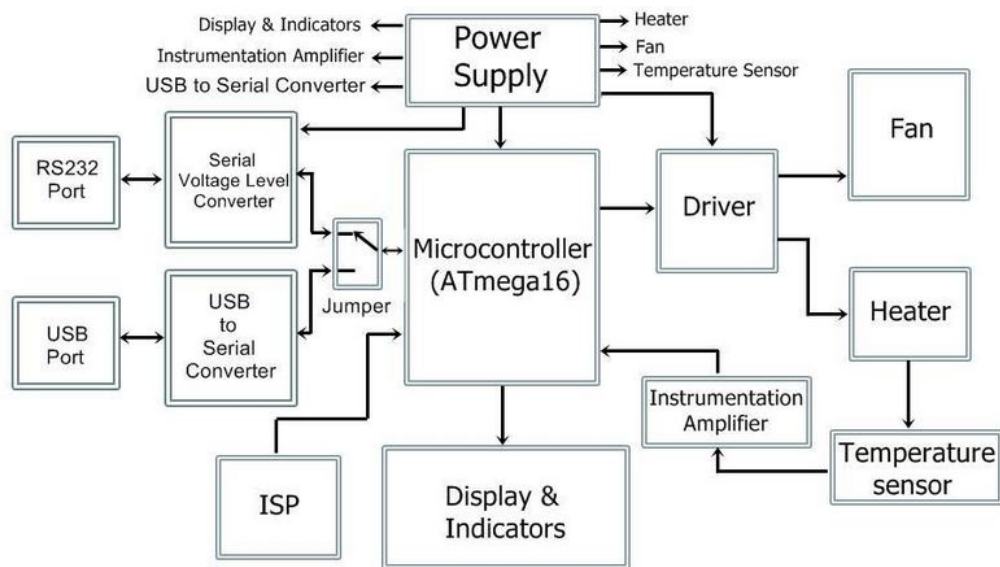 Display & Indicators
Instrumentation Amplifier
USB to Serial Converter
Power
Supply
Heater
Fan
Temperature Sensor
RS232
Port
Serial
Voltage Level
Converter
Jumper
Microcontroller
(ATmega16)
Driver
Fan
Heater
USB
Port
USB
to
Serial
Converter
Instrumentation
Amplifier
Temperature
sensor
ISP
Display &
Indicators